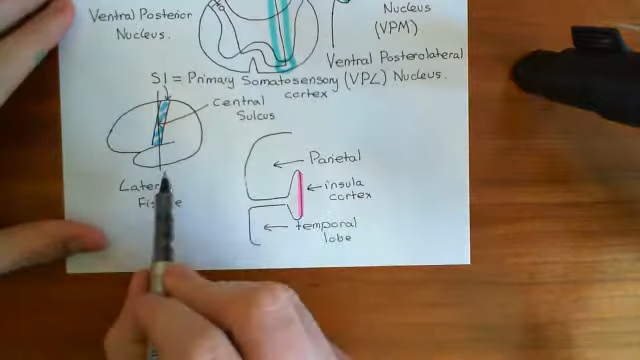 Ventral Posterior
Nucleus.
Nucleus
(VPM)
Ventral Posterolateral
(VPL) Nucleus.
S1 = Primary Somatosensory
cortex
Central
Sulcus
Parietal
insula
cortex
temporal
lobe